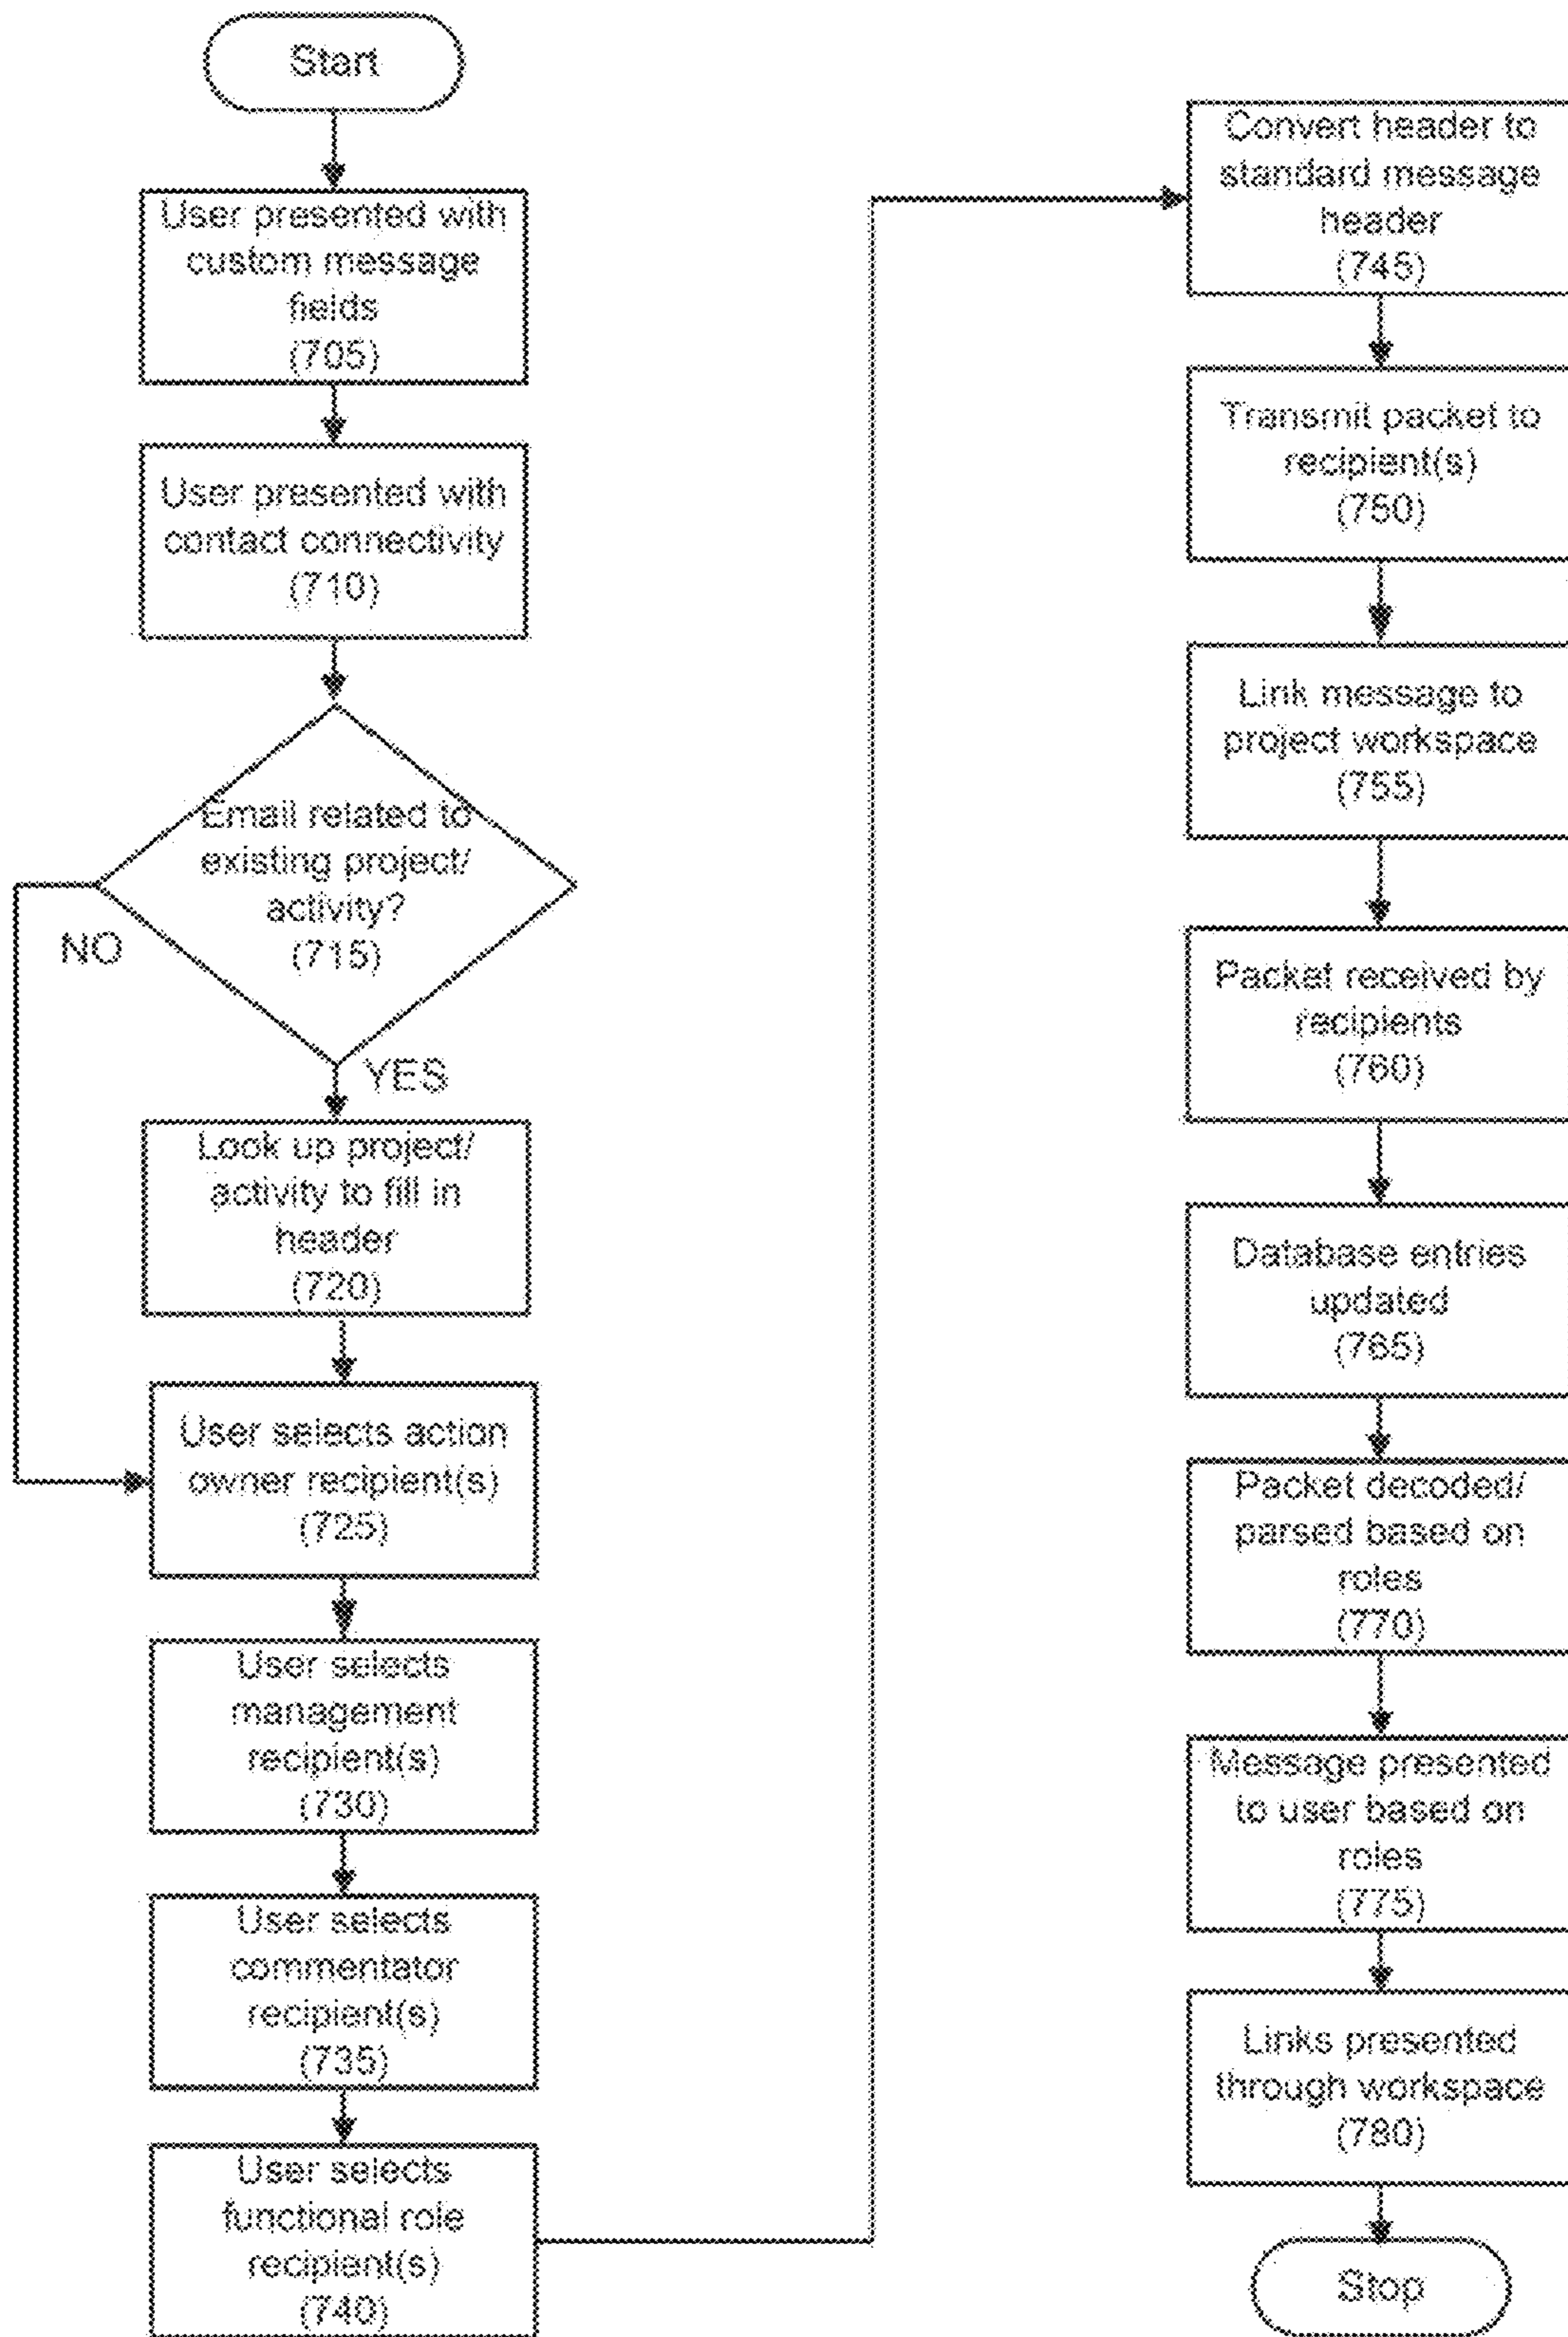 Start
User presented with
custom message
fields
(705)
User presented with
contact connectivity
(710)
Email related to
existing project/
activity?
(715)
NO
YES
Look up project/
activity to fill in
header
(720)
User selects action
owner recipient(s)
(725)
User selects
management
recipient(s)
(730)
User selects
commentator
recipient(s)
(735)
User selects
functional role
recipient(s)
(740)
Convert header to
standard message
header
(745)
Transmit packet to
recipient(s)
(750)
Link message to
project workspace
(755)
Packet received by
recipients
(760)
Database entries
updated
(765)
Packet decoded/
parsed based on
roles
(770)
Message presented
to user based on
roles
(775)
Links presented
through workspace
(780)
Stop